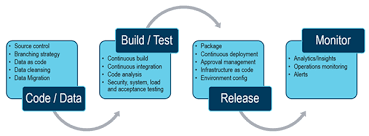 Source control
Branching strategy
Data as code
Data cleansing
Data Migration
Code / Data
Build / Test
Continuous build
Continuous integration
Code analysis
Security, system, load
and acceptance testing
Package
Continuous deployment
Approval management
Infrastructure as code
Environment config
Release
Monitor
Analytics/Insights
Operations monitoring
Alerts